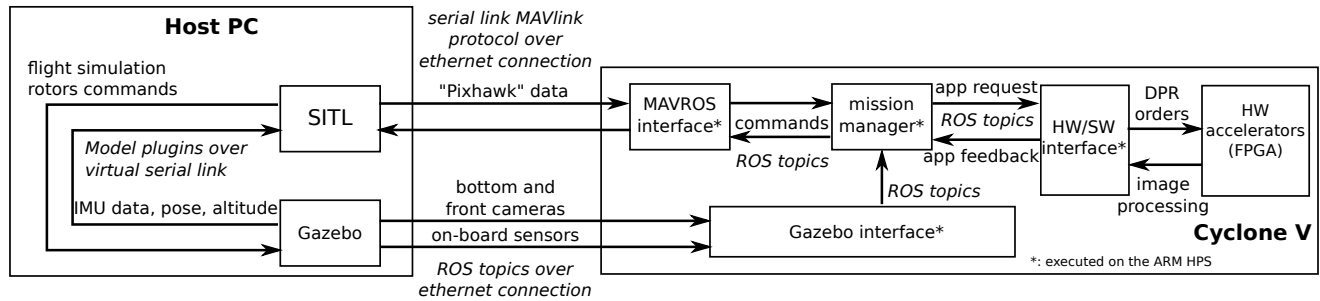 Host PC
flight simulation
rotors commands
SITL
Model plugins over
virtual serial link
IMU data, pose, altitude
Gazebo
serial link MAVlink
protocol over
ethernet connection
"Pixhawk" data
bottom and
front cameras
on-board sensors
ROS topics over
ethernet connection
MAVROS
interface*
commands
ROS topics
mission
manager*
app request
ROS topics
app feedback
ROS topics
HW/SW
interface*
DPR
orders
image
processing
HW
accelerators
(FPGA)
Gazebo interface*
Cyclone V
*: executed on the ARM HPS